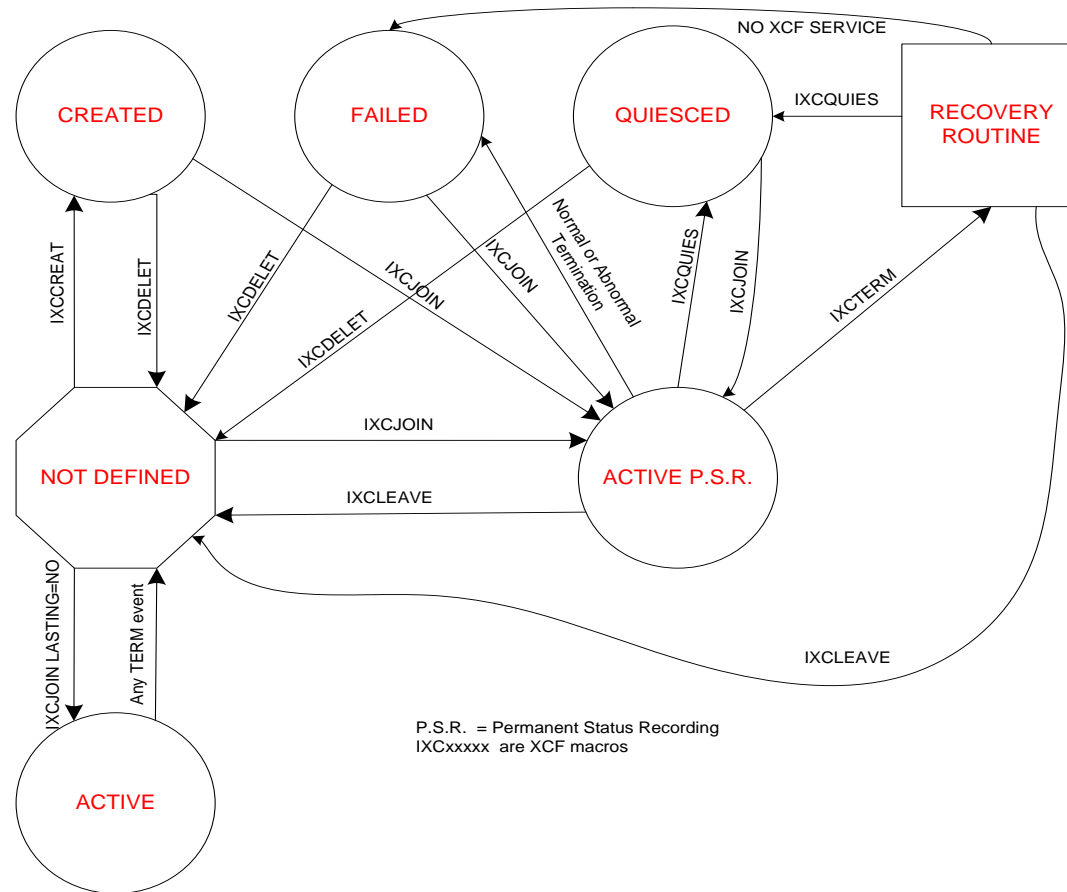 NO XCF SERVICE
CREATED
FAILED
QUIESCED
IXCQUIES
RECOVERY
ROUTINE
IXCCREAT
IXCDELET
IXCDELET
IXCJOIN
IXCJOIN
IXCDELET
Normal or Abnormal
Termination
IXCQUIES
IXCJOIN
IXCTERM
NOT DEFINED
IXCJOIN
IXCLEAVE
ACTIVE P.S.R.
IXCJOIN LASTING=NO
Any TERM event
IXCLEAVE
P.S.R. = Permanent Status Recording
IXCxxxxx are XCF macros
ACTIVE